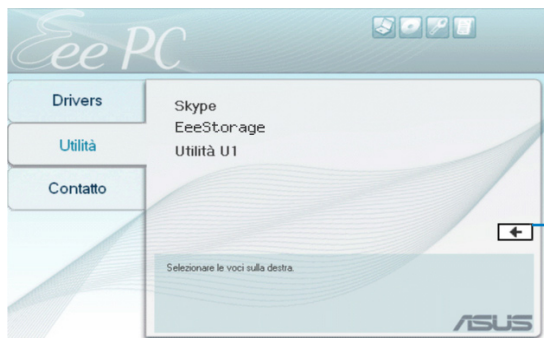 Eee PC
Drivers
Utilità
Contatto
Skype
EeeStorage
Utilità U1
Selezionare le voci sulla destra.
ASUS